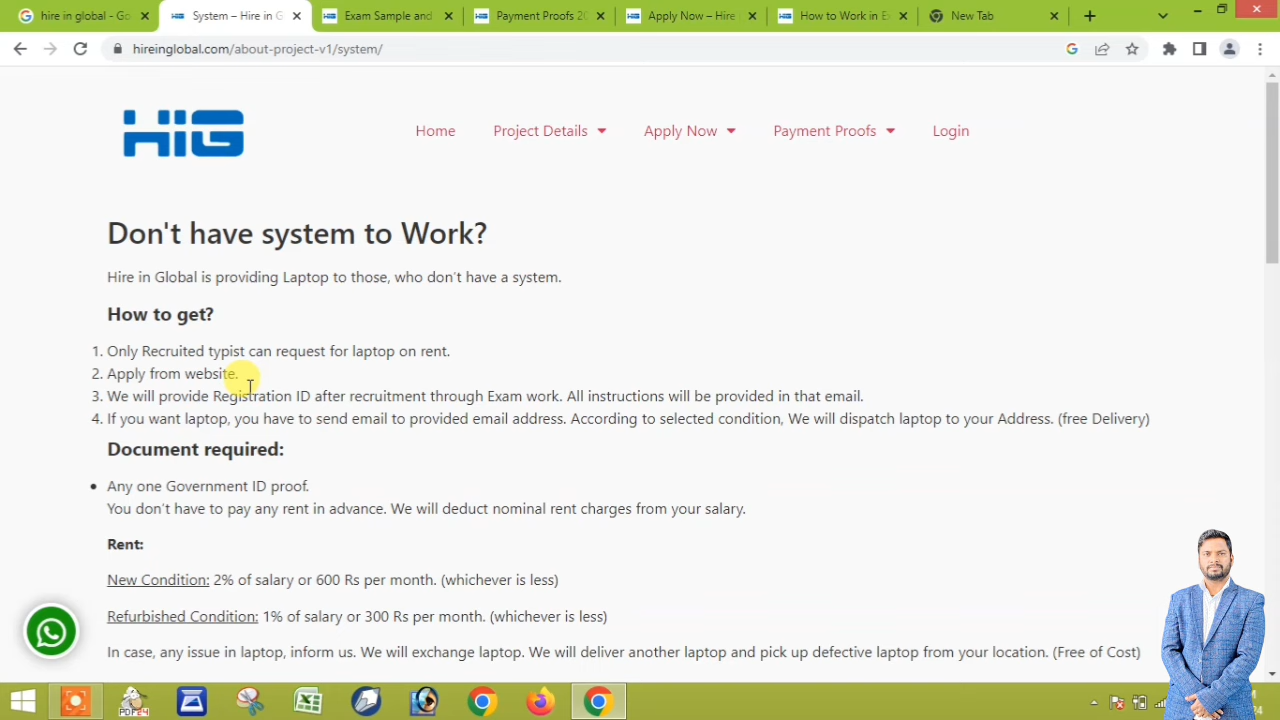 hire in global - Go
System – Hire in G
Exam Sample and
Payment Proofs 20
Apply Now – Hire
How to Work in E
New Tab
hireinglobal.com/about-project-v1/system/
HIG
Home
Project Details
Apply Now
Payment Proofs
Login
Don't have system to Work?
Hire in Global is providing Laptop to those, who don't have a system.
How to get?
1. Only Recruited typist can request for laptop on rent.
2. Apply from website.
3. We will provide Registration ID after recruitment through Exam work. All instructions will be provided in that email.
4. If you want laptop, you have to send email to provided email address. According to selected condition, We will dispatch laptop to your Address. (free Delivery)
Document required:
Any one Government ID proof.
You don't have to pay any rent in advance. We will deduct nominal rent charges from your salary.
Rent:
New Condition: 2% of salary or 600 Rs per month. (whichever is less)
Refurbished Condition: 1% of salary or 300 Rs per month. (whichever is less)
In case, any issue in laptop, inform us. We will exchange laptop. We will deliver another laptop and pick up defective laptop from your location. (Free of Cost)
PDF24